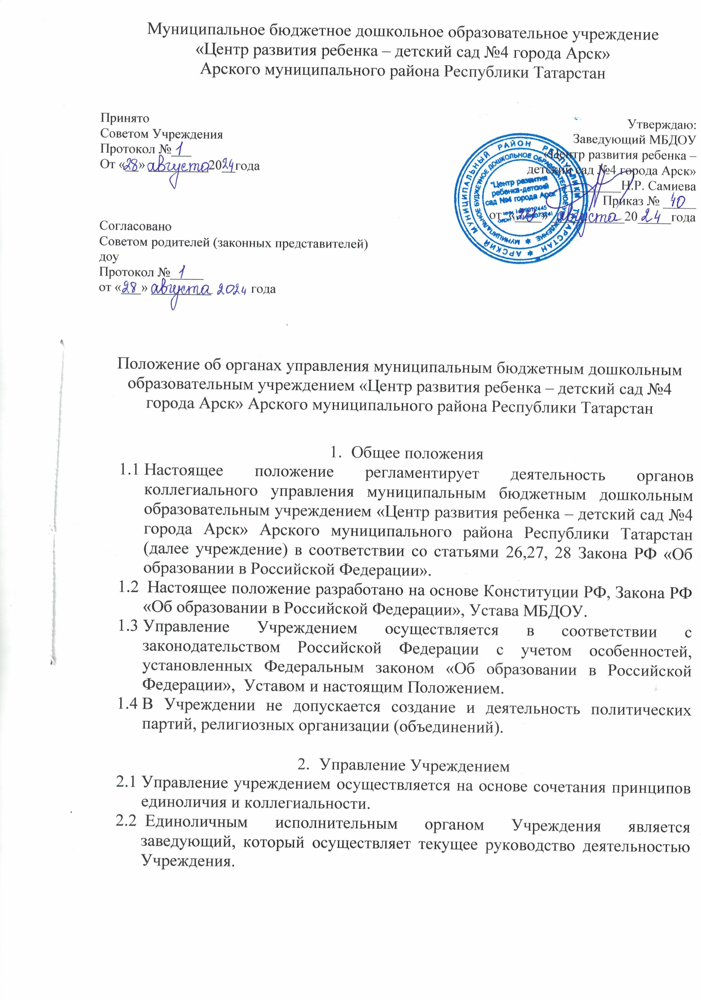 Муниципальное бюджетное дошкольное образовательное учреждение
«Центр развития ребенка – детский сад №4 города Арск»
Арского муниципального района Республики Татарстан
Принято
Советом Учреждения
Протокол № 1
От «28» августа 2024 года
Утверждаю:
Заведующий МБДОУ
«Центр развития ребенка –
детский сад №4 города Арск»
Н.Р. Самиева
Приказ № 40
от «28» августа 2024 года
АРСКИЙ МУНИЦИПАЛЬНЫЙ РАЙОН РЕСПУБЛИКИ ТАТАРСТАН
МУНИЦИПАЛЬНОЕ БЮДЖЕТНОЕ ДОШКОЛЬНОЕ ОБРАЗОВАТЕЛЬНОЕ УЧРЕЖДЕНИЕ
"Центр развития
ребенка-детский
сад №4 города Арск"
ИНН
ОГРН
Согласовано
Советом родителей (законных представителей)
доу
Протокол № 1
от «28» августа 2024 года
Положение об органах управления муниципальным бюджетным дошкольным
образовательным учреждением «Центр развития ребенка – детский сад №4
города Арск» Арского муниципального района Республики Татарстан
1. Общее положения
1.1 Настоящее положение регламентирует деятельность органов
коллегиального управления муниципальным бюджетным дошкольным
образовательным учреждением «Центр развития ребенка – детский сад №4
города Арск» Арского муниципального района Республики Татарстан
(далее учреждение) в соответствии со статьями 26,27, 28 Закона РФ «Об
образовании в Российской Федерации».
1.2 Настоящее положение разработано на основе Конституции РФ, Закона РФ
«Об образовании в Российской Федерации», Устава МБДОУ.
1.3 Управление Учреждением осуществляется в соответствии с
законодательством Российской Федерации с учетом особенностей,
установленных Федеральным законом «Об образовании в Российской
Федерации», Уставом и настоящим Положением.
1.4 В Учреждении не допускается создание и деятельность политических
партий, религиозных организации (объединений).
2. Управление Учреждением
2.1 Управление учреждением осуществляется на основе сочетания принципов
единоличия и коллегиальности.
2.2 Единоличным исполнительным органом Учреждения является
заведующий, который осуществляет текущее руководство деятельностью
Учреждения.